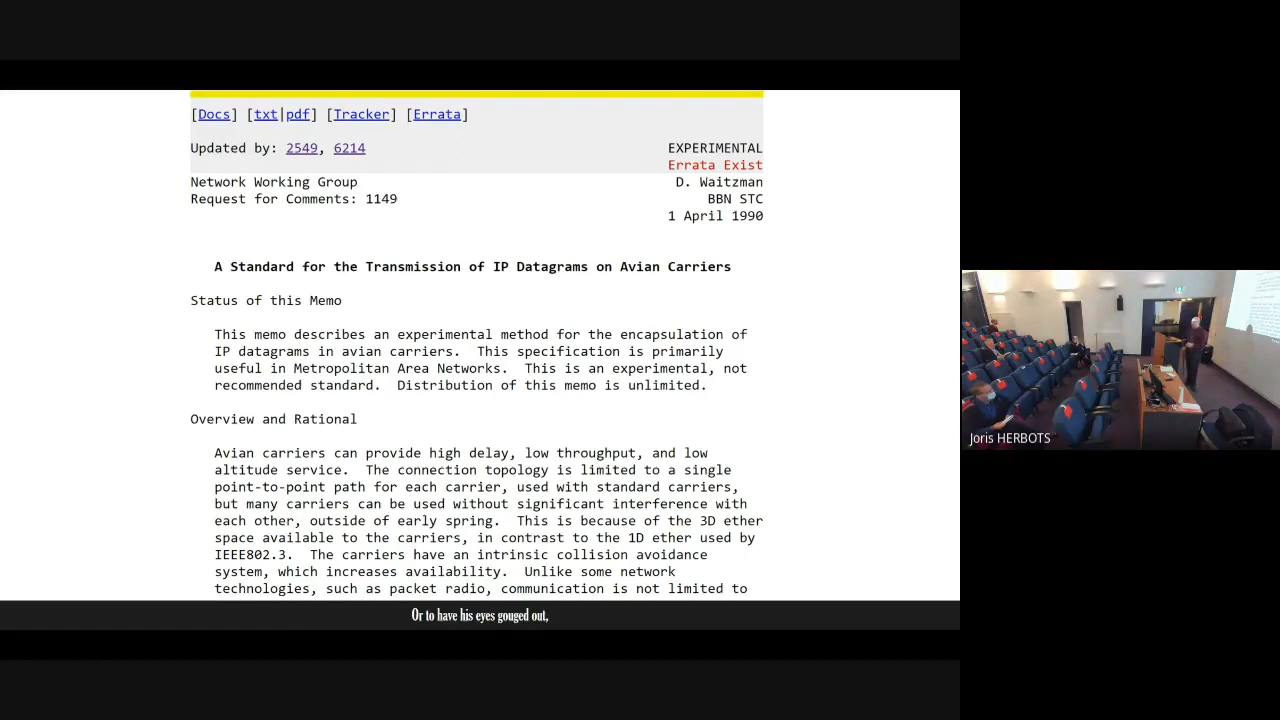 [Docs] [txt|pdf] [Tracker] [Errata]
Updated by: 2549, 6214 EXPERIMENTAL
Errata Exist
Network Working Group D. Waitzman
Request for Comments: 1149 BBN STC
1 April 1990
A Standard for the Transmission of IP Datagrams on Avian Carriers
Status of this Memo
This memo describes an experimental method for the encapsulation of
IP datagrams in avian carriers. This specification is primarily
useful in Metropolitan Area Networks. This is an experimental, not
recommended standard. Distribution of this memo is unlimited.
Overview and Rational
Avian carriers can provide high delay, low throughput, and low
altitude service. The connection topology is limited to a single
point-to-point path for each carrier, used with standard carriers,
but many carriers can be used without significant interference with
each other, outside of early spring. This is because of the 3D ether
space available to the carriers, in contrast to the 1D ether used by
IEEE802.3. The carriers have an intrinsic collision avoidance
system, which increases availability. Unlike some network
technologies, such as packet radio, communication is not limited to
Or to have his eyes gouged out,
Joris HERBOTS